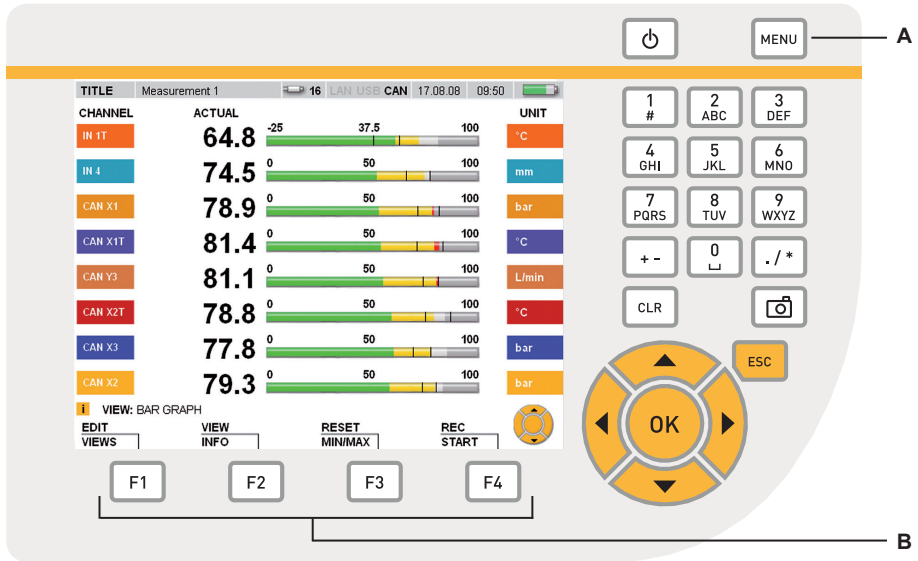 MENU
A
TITLE Measurement 1 16 LAN USB CAN 17.08.08 09:50
CHANNEL ACTUAL UNIT
IN 1T 64.8 -25 37.5 100 °C
IN 4 74.5 0 50 100 mm
CAN X1 78.9 0 50 100 bar
CAN X1T 81.4 0 50 100 °C
CAN Y3 81.1 0 50 100 L/min
CAN X2T 78.8 0 50 100 °C
CAN X3 77.8 0 50 100 bar
CAN X2 79.3 0 50 100 bar
i VIEW: BAR GRAPH
EDIT VIEWS
VIEW INFO
RESET MIN/MAX
REC START
F1 F2 F3 F4
1 #
2 ABC
3 DEF
4 GHI
5 JKL
6 MNO
7 PQRS
8 TUV
9 WXYZ
+ -
0
. / *
CLR
ESC
OK
B